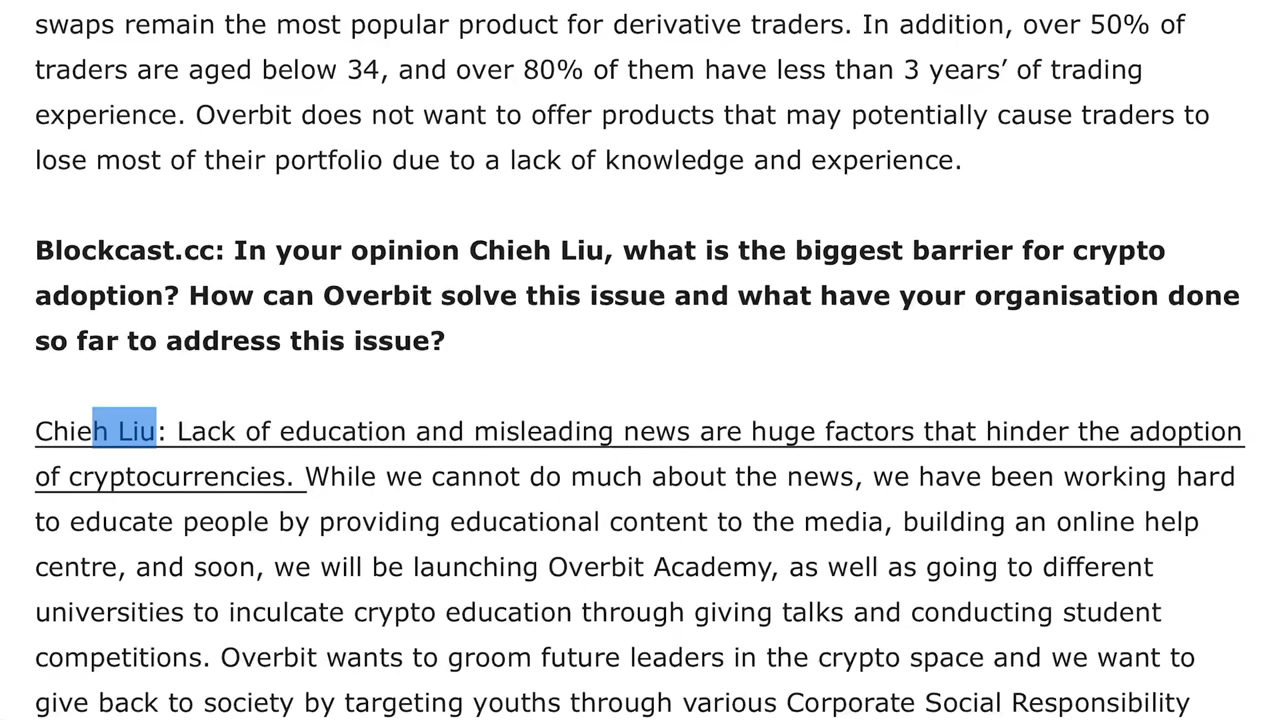 swaps remain the most popular product for derivative traders. In addition, over 50% of
traders are aged below 34, and over 80% of them have less than 3 years’ of trading
experience. Overbit does not want to offer products that may potentially cause traders to
lose most of their portfolio due to a lack of knowledge and experience.
Blockcast.cc: In your opinion Chieh Liu, what is the biggest barrier for crypto
adoption? How can Overbit solve this issue and what have your organisation done
so far to address this issue?
Chieh Liu: Lack of education and misleading news are huge factors that hinder the adoption
of cryptocurrencies. While we cannot do much about the news, we have been working hard
to educate people by providing educational content to the media, building an online help
centre, and soon, we will be launching Overbit Academy, as well as going to different
universities to inculcate crypto education through giving talks and conducting student
competitions. Overbit wants to groom future leaders in the crypto space and we want to
give back to society by targeting youths through various Corporate Social Responsibility